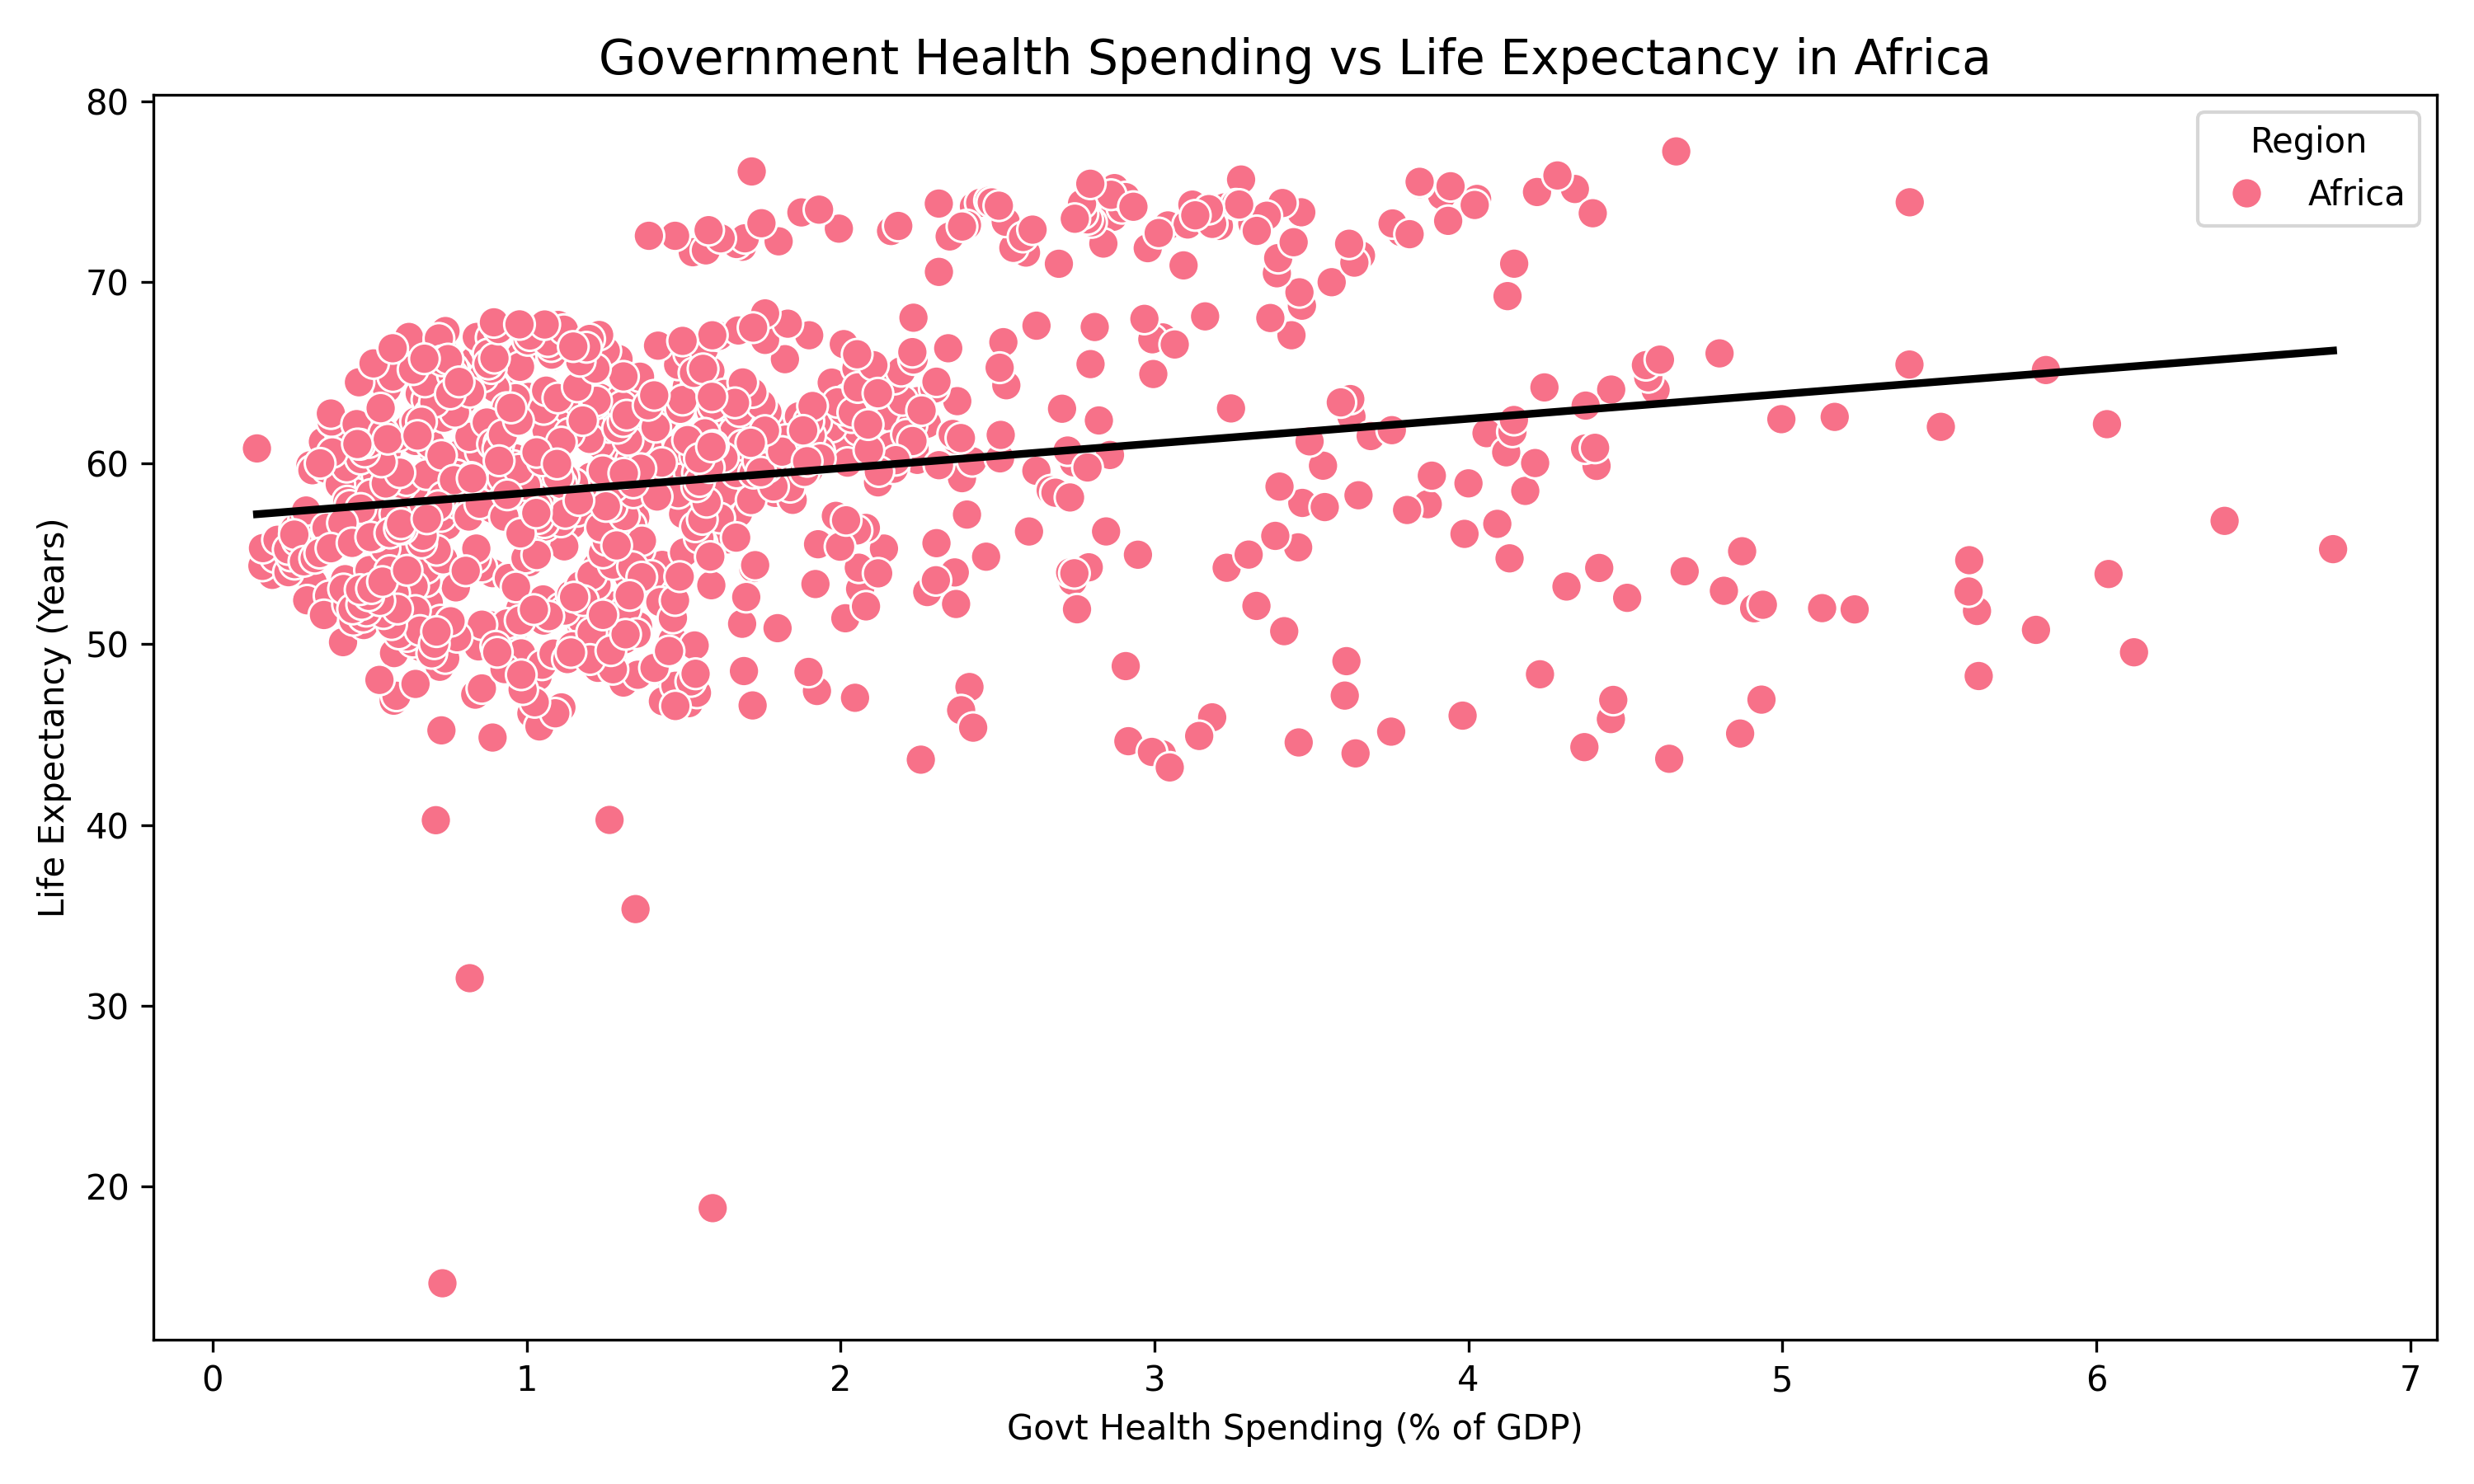 Government Health Spending vs Life Expectancy in Africa
Region
Africa
Life Expectancy (Years)
80
70
60
50
40
30
20
0 1 2 3 4 5 6 7
Govt Health Spending (% of GDP)